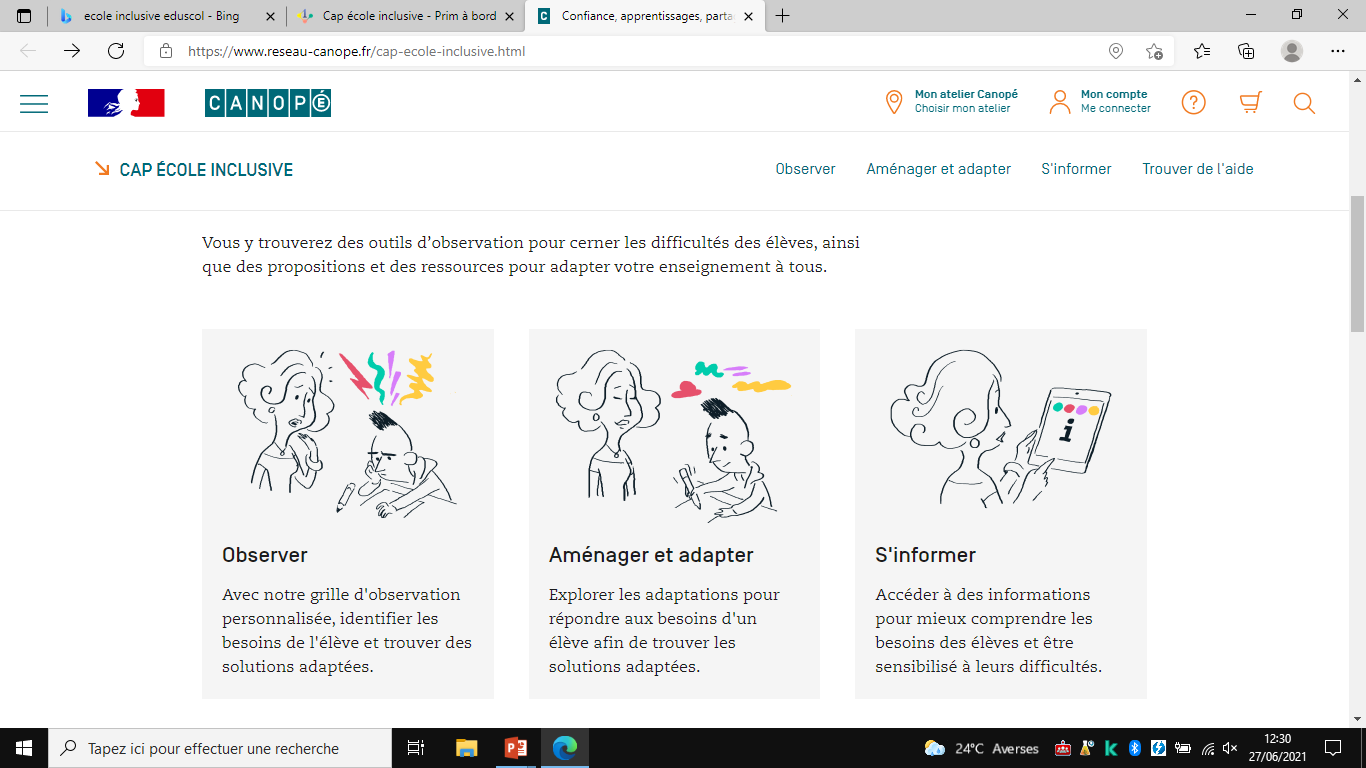 ecole inclusive eduscol - Bing
Cap école inclusive - Prim à bord
Confiance, apprentissages, parta
https://www.reseau-canope.fr/cap-ecole-inclusive.html
CANOPÉ
Mon atelier Canopé
Choisir mon atelier
Mon compte
Me connecter
CAP ÉCOLE INCLUSIVE
Observer
Aménager et adapter
S'informer
Trouver de l'aide
Vous y trouverez des outils d’observation pour cerner les difficultés des élèves, ainsi
que des propositions et des ressources pour adapter votre enseignement à tous.
i
Observer
Avec notre grille d'observation
personnalisée, identifier les
besoins de l'élève et trouver des
solutions adaptées.
Aménager et adapter
Explorer les adaptations pour
répondre aux besoins d'un
élève afin de trouver les
solutions adaptées.
S'informer
Accéder à des informations
pour mieux comprendre les
besoins des élèves et être
sensibilisé à leurs difficultés.
Tapez ici pour effectuer une recherche
24°C Averses
12:30
27/06/2021